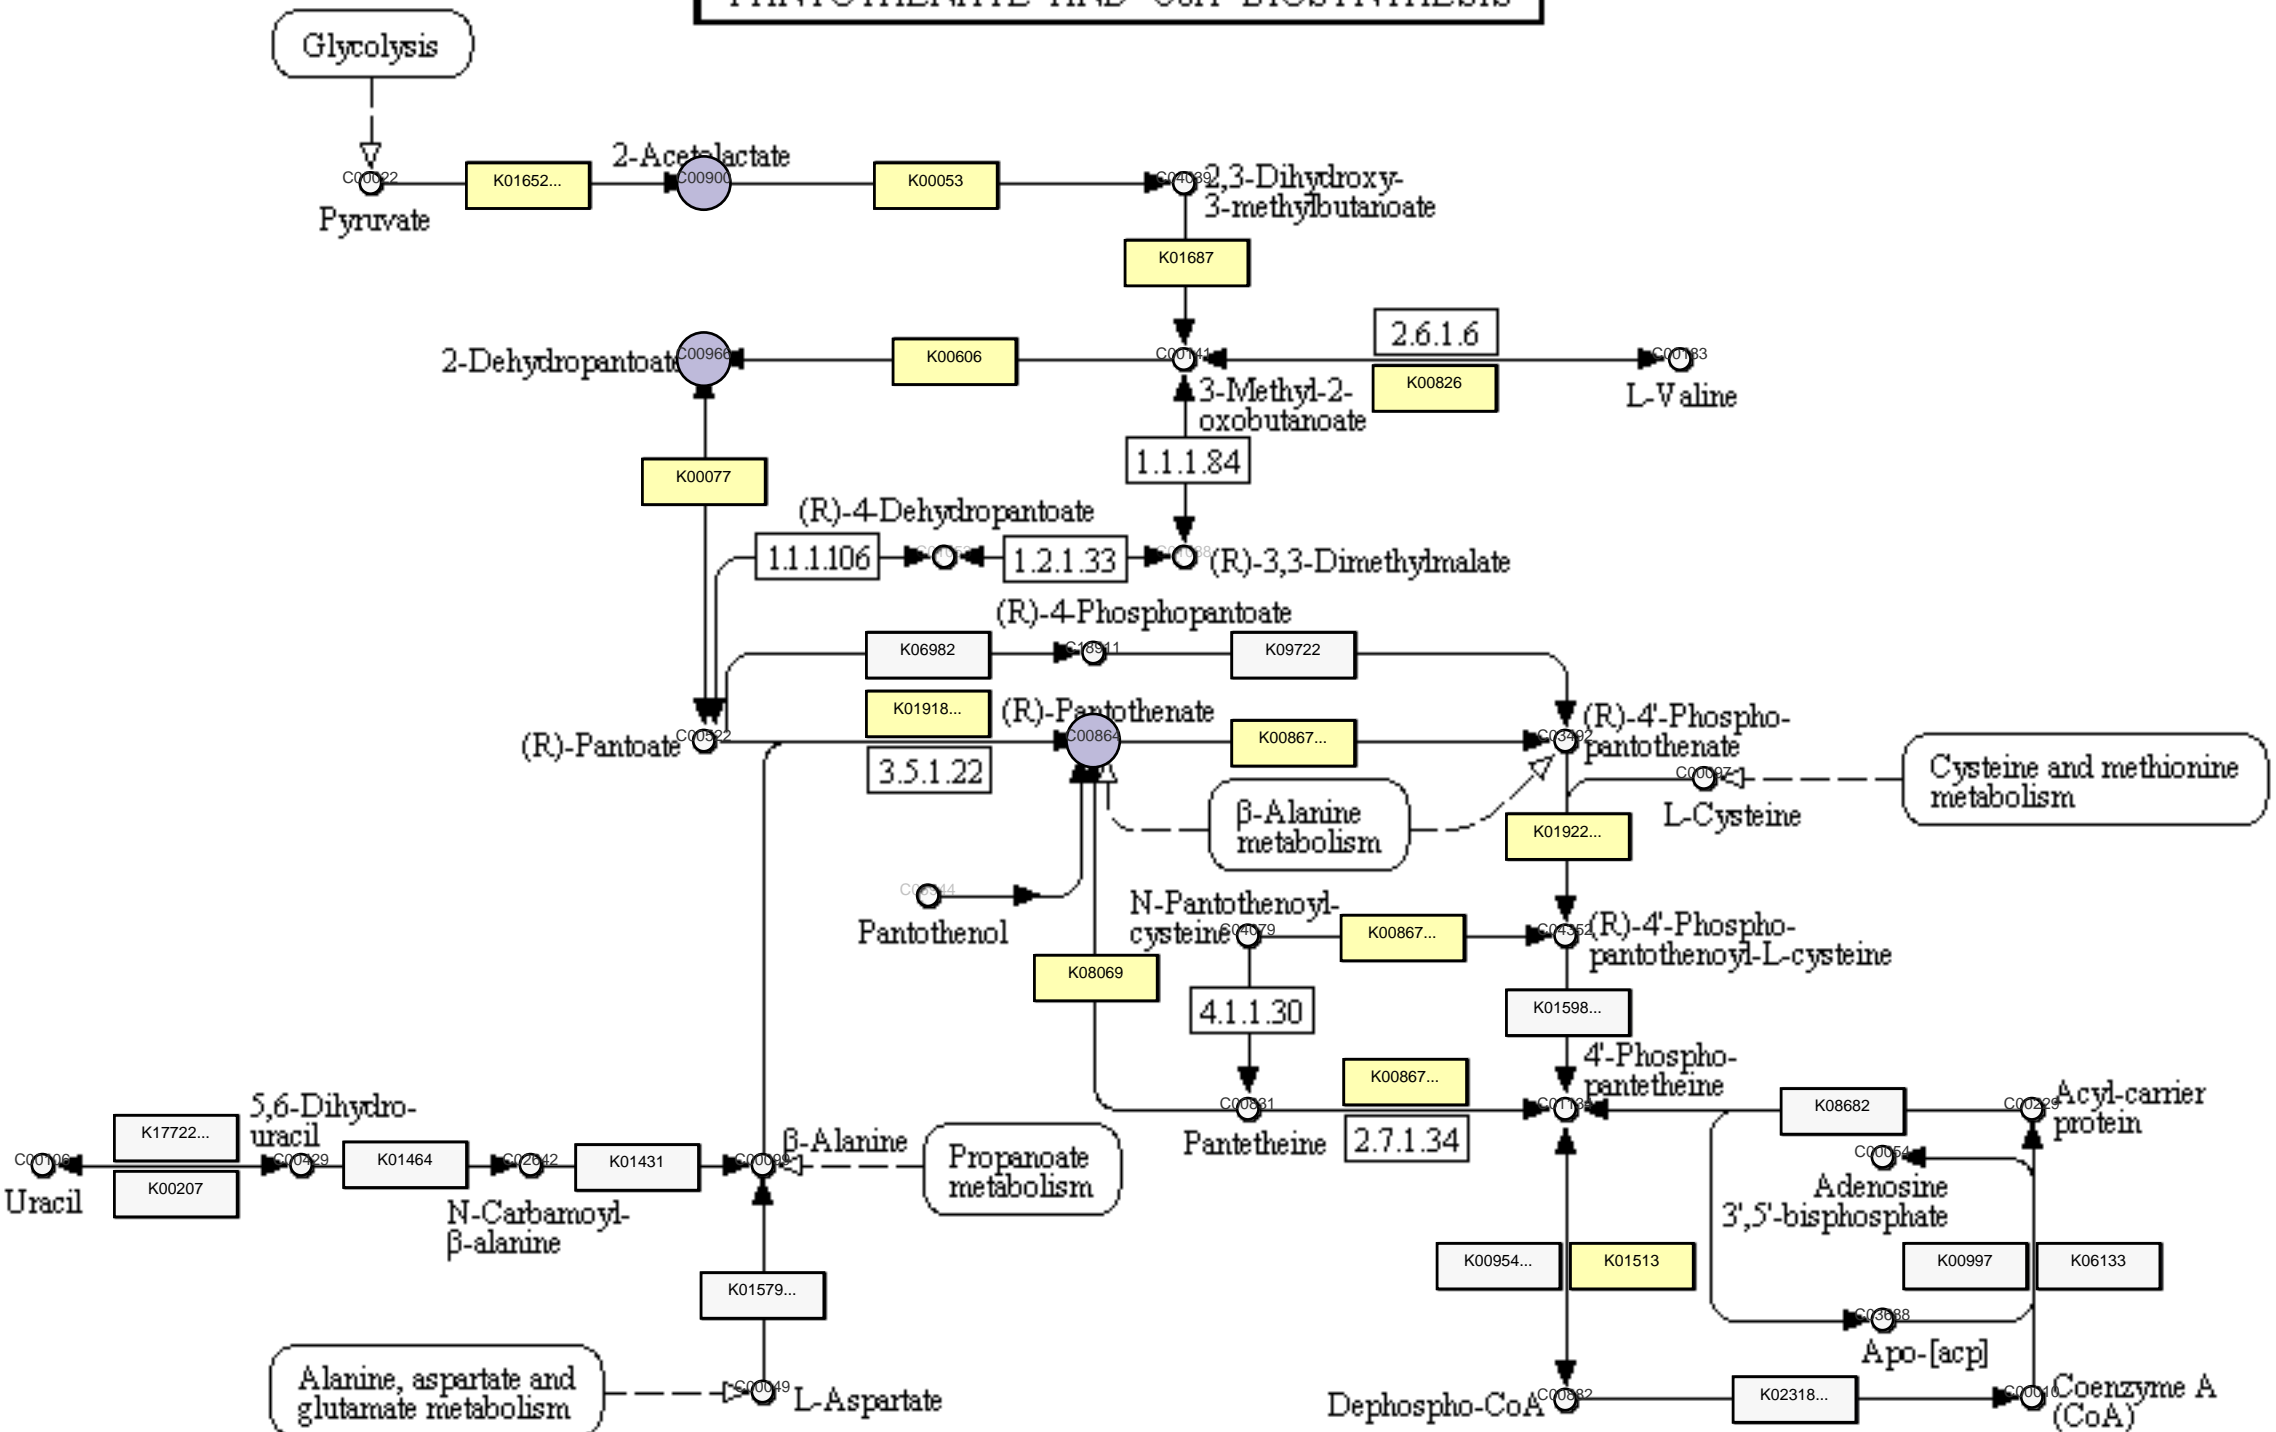 PANTOTHENATE AND CoA BIOSYNTHESIS
Glycolysis
2-Acetolactate
C00022
K01652...
C00900
K00053
C04039
2,3-Dihydroxy-
3-methylbutanoate
Pyruvate
K01687
2.6.1.6
2-Dehydropantoate
C00966
K00606
C00141
C00183
K00826
3-Methyl-2-
oxobutanoate
L-Valine
1.1.1.84
K00077
(R)-4-Dehydropantoate
1.1.1.106
1.2.1.33
(R)-3,3-Dimethylmalate
(R)-4-Phosphopantoate
K06982
C18911
K09722
K01918...
(R)-Pantothenate
(R)-4'-Phospho-
pantothenate
(R)-Pantoate
C00522
C00864
K00867...
C03492
3.5.1.22
C00097
L-Cysteine
Cysteine and methionine
metabolism
β-Alanine
metabolism
K01922...
Pantothenol
N-Pantothenoyl-
cysteine
C04079
K00867...
C04352
(R)-4'-Phospho-
pantothenoyl-L-cysteine
K08069
4.1.1.30
K01598...
4'-Phospho-
pantetheine
K00867...
C00831
C01134
K08682
C00229
Acyl-carrier
protein
Pantetheine
2.7.1.34
K17722...
5,6-Dihydro-
uracil
C00106
C00429
K01464
C02642
K01431
C00099
β-Alanine
Propanoate
metabolism
C00054
Adenosine
3',5'-bisphosphate
Uracil
K00207
N-Carbamoyl-
β-alanine
K00954...
K01513
K00997
K06133
K01579...
C03688
Apo-[acp]
Alanine, aspartate and
glutamate metabolism
C00049
L-Aspartate
Dephospho-CoA
C00882
K02318...
C00010
Coenzyme A
(CoA)